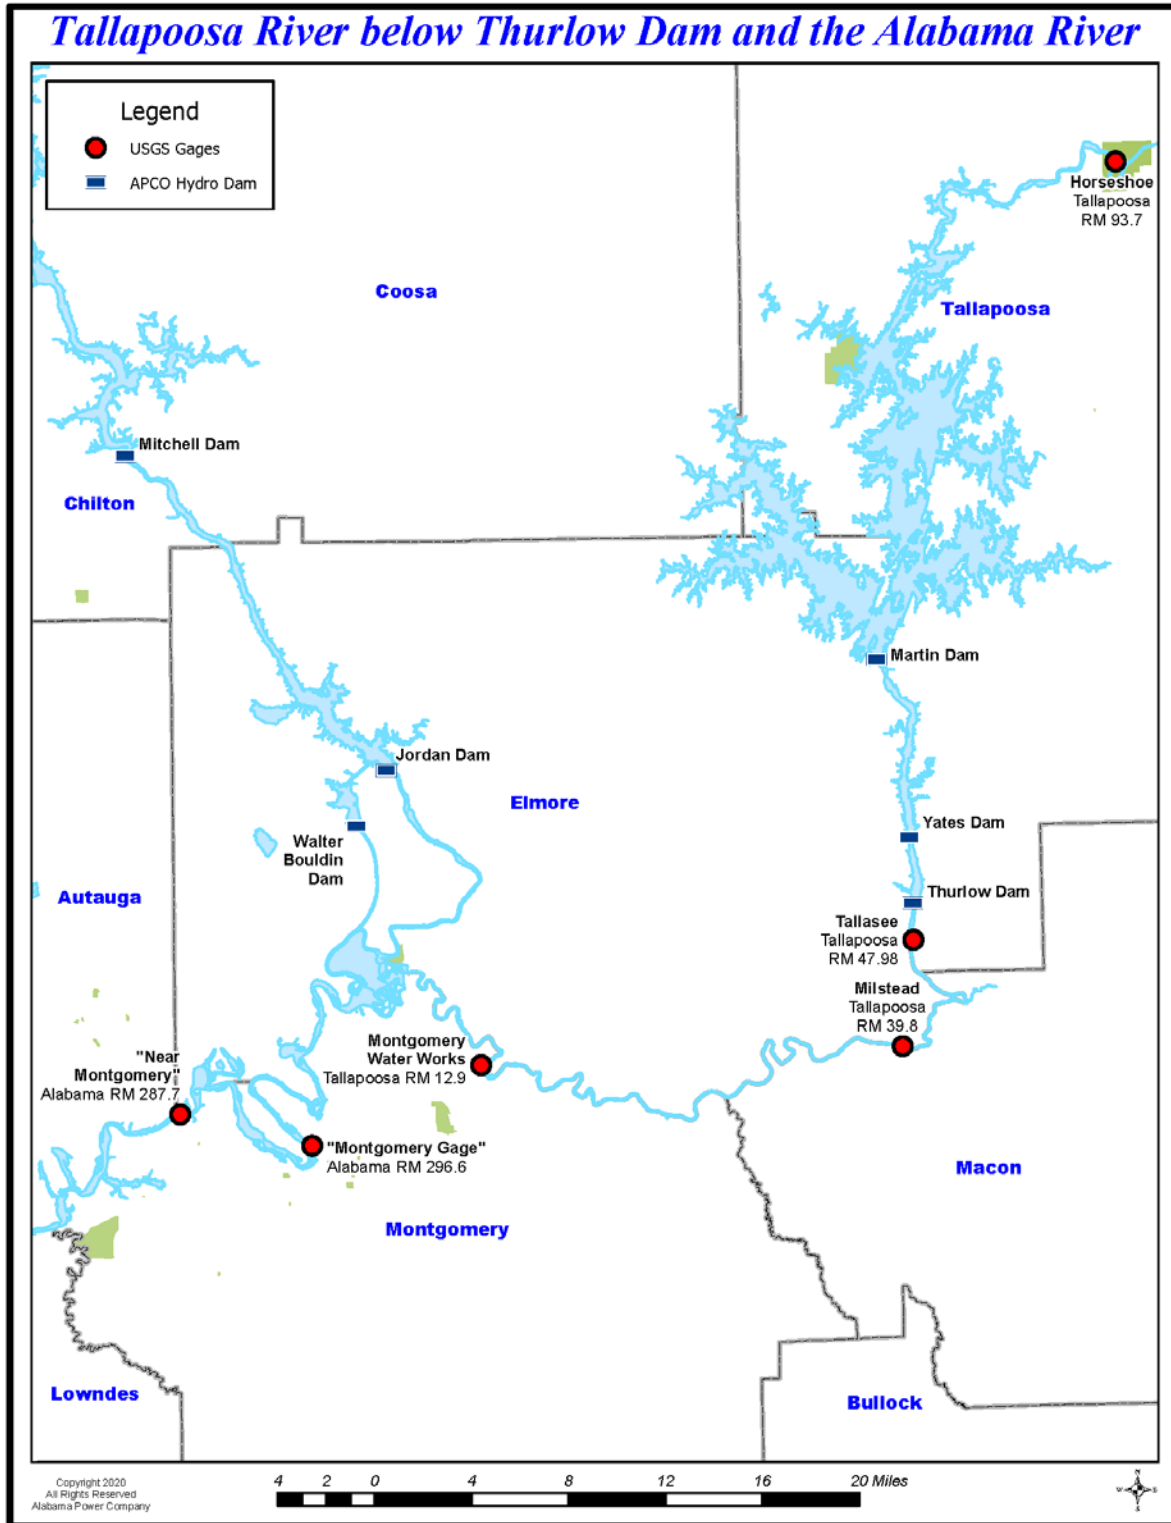 Tallapoosa River below Thurlow Dam and the Alabama River
Legend
USGS Gages
APCO Hydro Dam
Horseshoe
Tallapoosa
RM 93.7
Coosa
Tallapoosa
Mitchell Dam
Chilton
Martin Dam
Jordan Dam
Elmore
Yates Dam
Walter
Bouldin
Dam
Thurlow Dam
Autauga
Tallasee
Tallapoosa
RM 47.98
Milstead
Tallapoosa
RM 39.8
Montgomery
Water Works
Tallapoosa RM 12.9
"Near
Montgomery"
Alabama RM 287.7
"Montgomery Gage"
Alabama RM 296.6
Macon
Montgomery
Lowndes
Bullock
Copyright 2020
All Rights Reserved
Alabama Power Company
4 2 0 4 8 12 16 20 Miles
N
W E
S